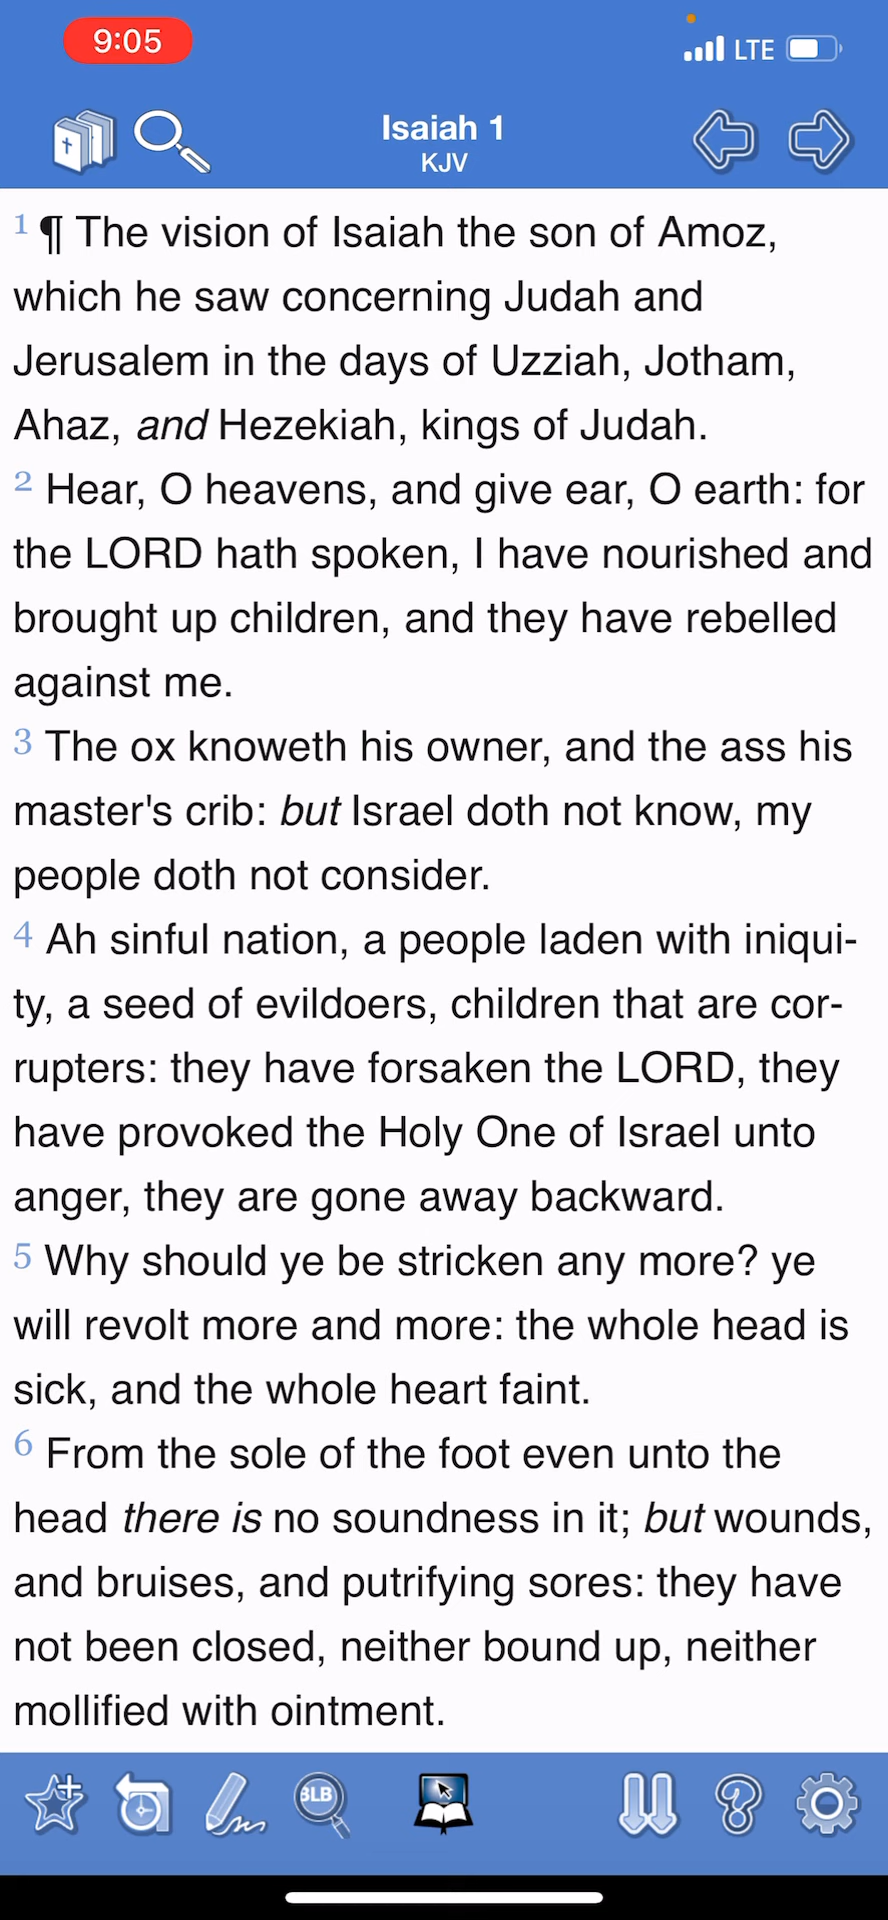 9:05
LTE
Isaiah 1
KJV
1 ¶ The vision of Isaiah the son of Amoz,
which he saw concerning Judah and
Jerusalem in the days of Uzziah, Jotham,
Ahaz, and Hezekiah, kings of Judah.
2 Hear, O heavens, and give ear, O earth: for
the LORD hath spoken, I have nourished and
brought up children, and they have rebelled
against me.
3 The ox knoweth his owner, and the ass his
master's crib: but Israel doth not know, my
people doth not consider.
4 Ah sinful nation, a people laden with iniqui-
ty, a seed of evildoers, children that are cor-
rupters: they have forsaken the LORD, they
have provoked the Holy One of Israel unto
anger, they are gone away backward.
5 Why should ye be stricken any more? ye
will revolt more and more: the whole head is
sick, and the whole heart faint.
6 From the sole of the foot even unto the
head there is no soundness in it; but wounds,
and bruises, and putrifying sores: they have
not been closed, neither bound up, neither
mollified with ointment.
BLB